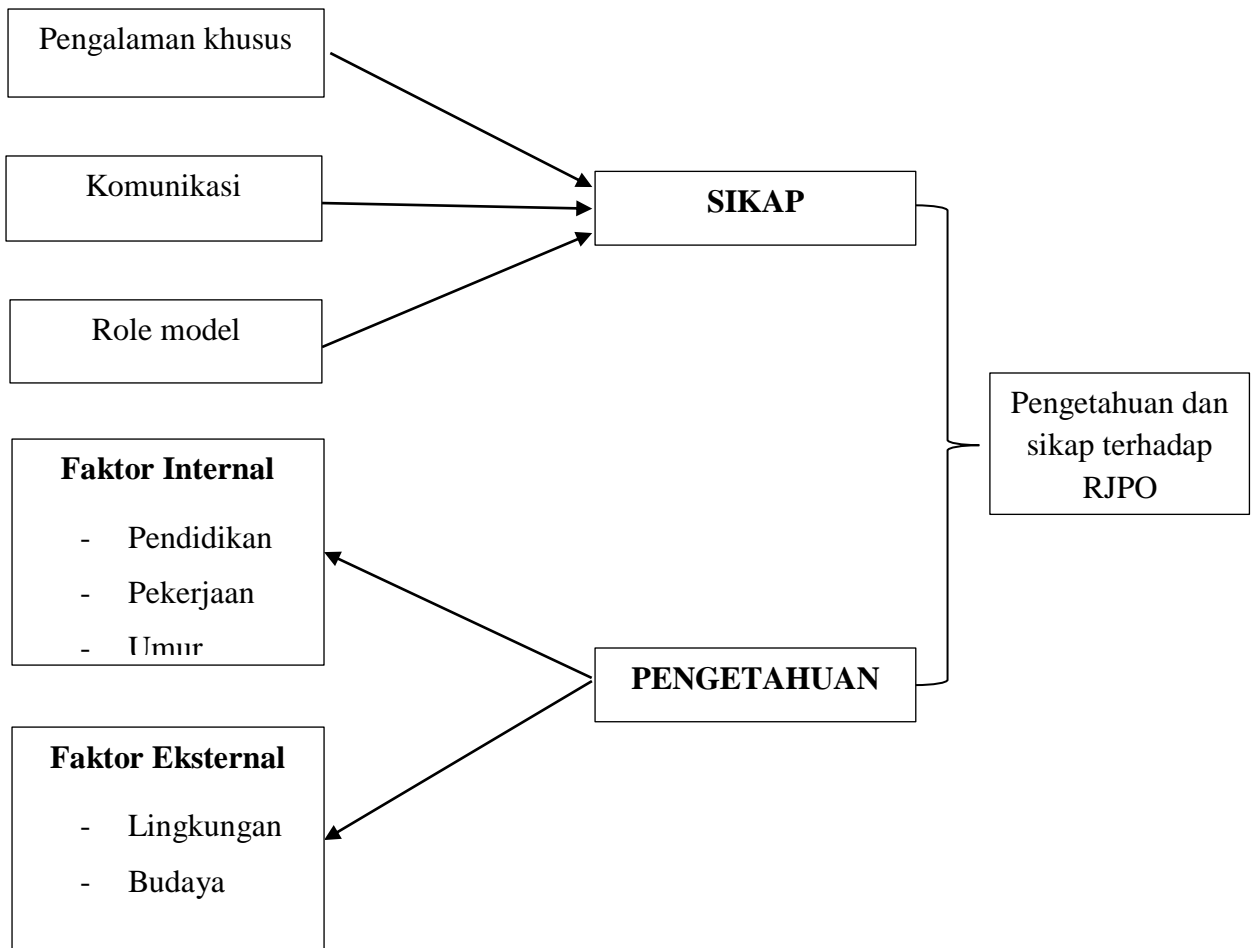 Pengalaman khusus
Komunikasi
Role model
SIKAP
Faktor Internal
- Pendidikan
- Pekerjaan
- Umur
Faktor Eksternal
- Lingkungan
- Budaya
PENGETAHUAN
Pengetahuan dan
sikap terhadap
RJPO